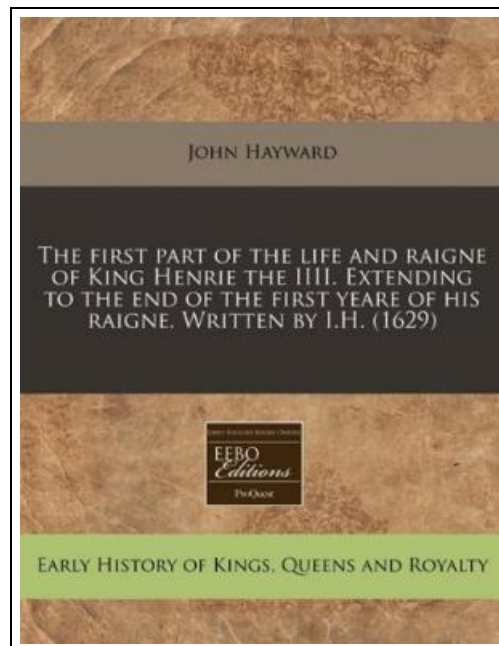 John Hayward
The first part of the life and raigne
of King Henrie the IIII. Extending
to the end of the first yeare of his
raigne. Written by I.H. (1629)
EEBO
Editions
ProQuest
Early History of Kings, Queens and Royalty